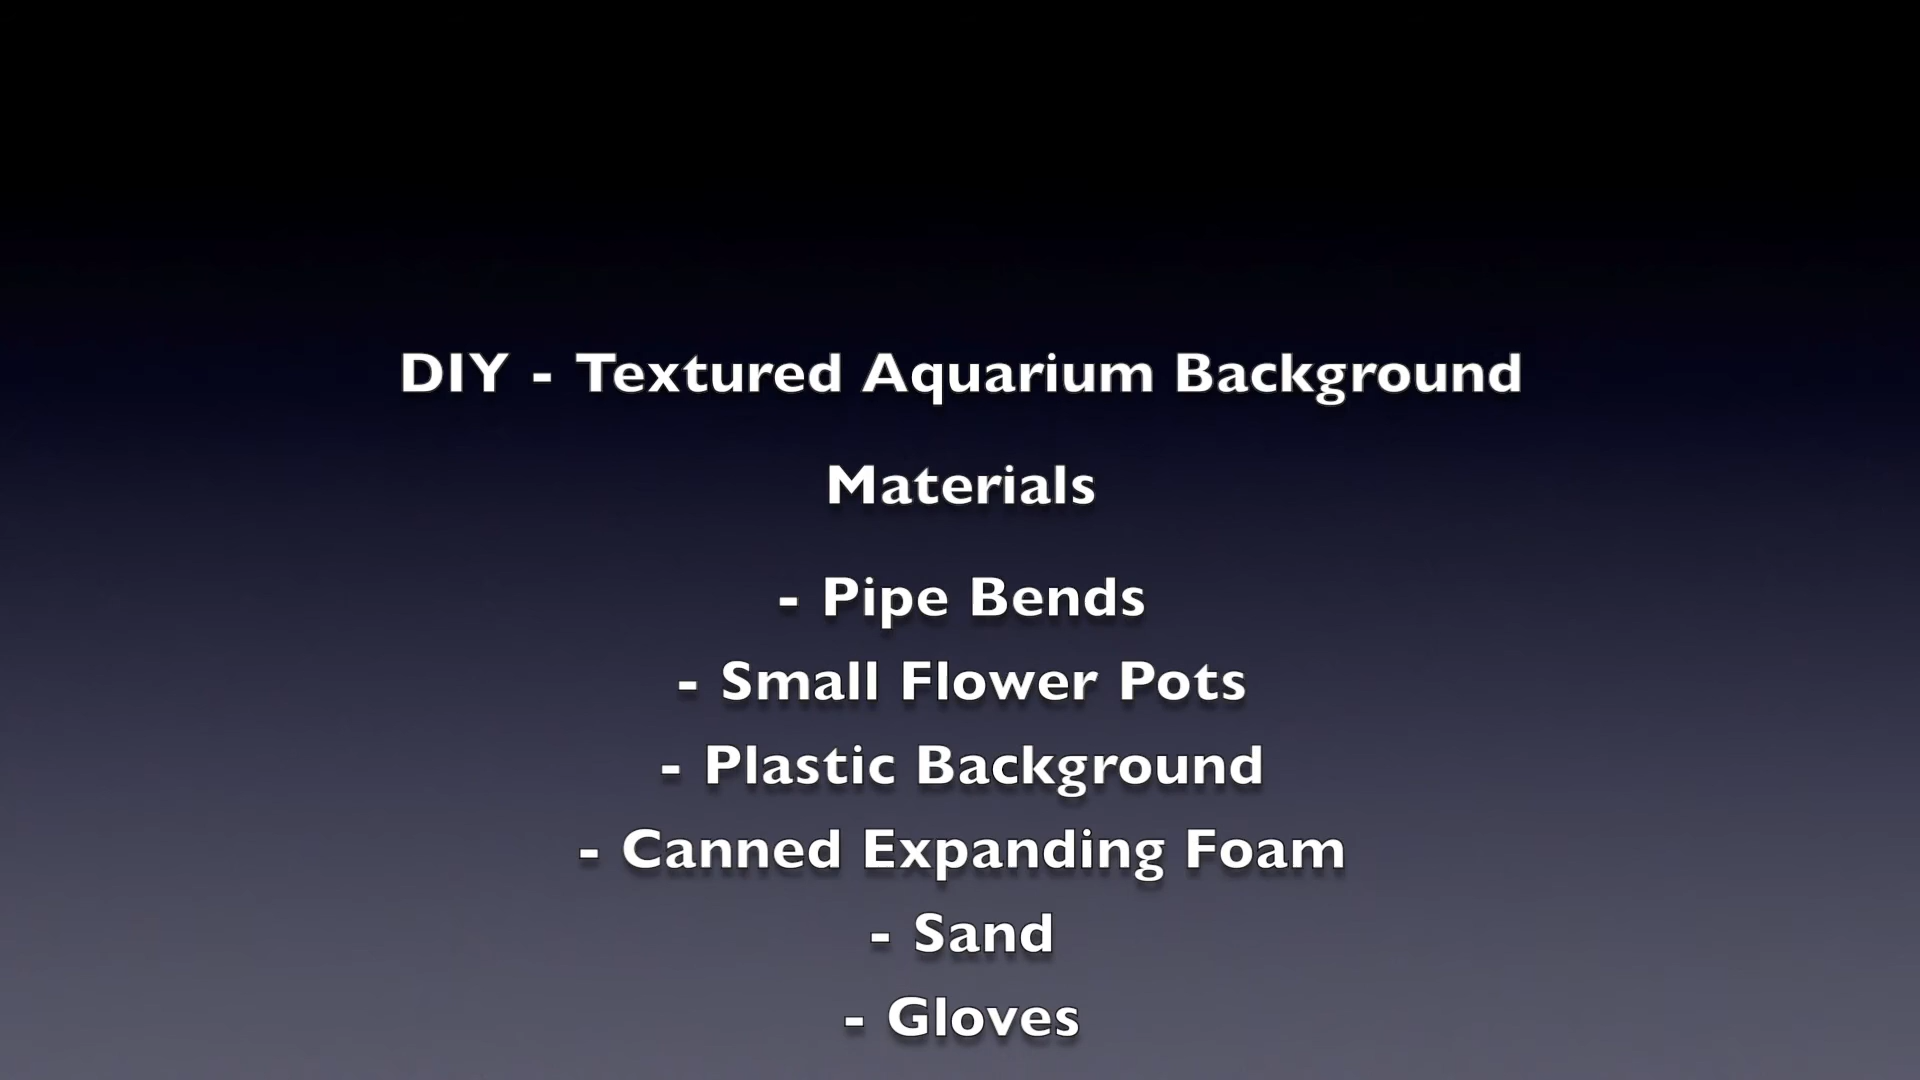 DIY - Textured Aquarium Background
Materials
- Pipe Bends
- Small Flower Pots
- Plastic Background
- Canned Expanding Foam
- Sand
- Gloves